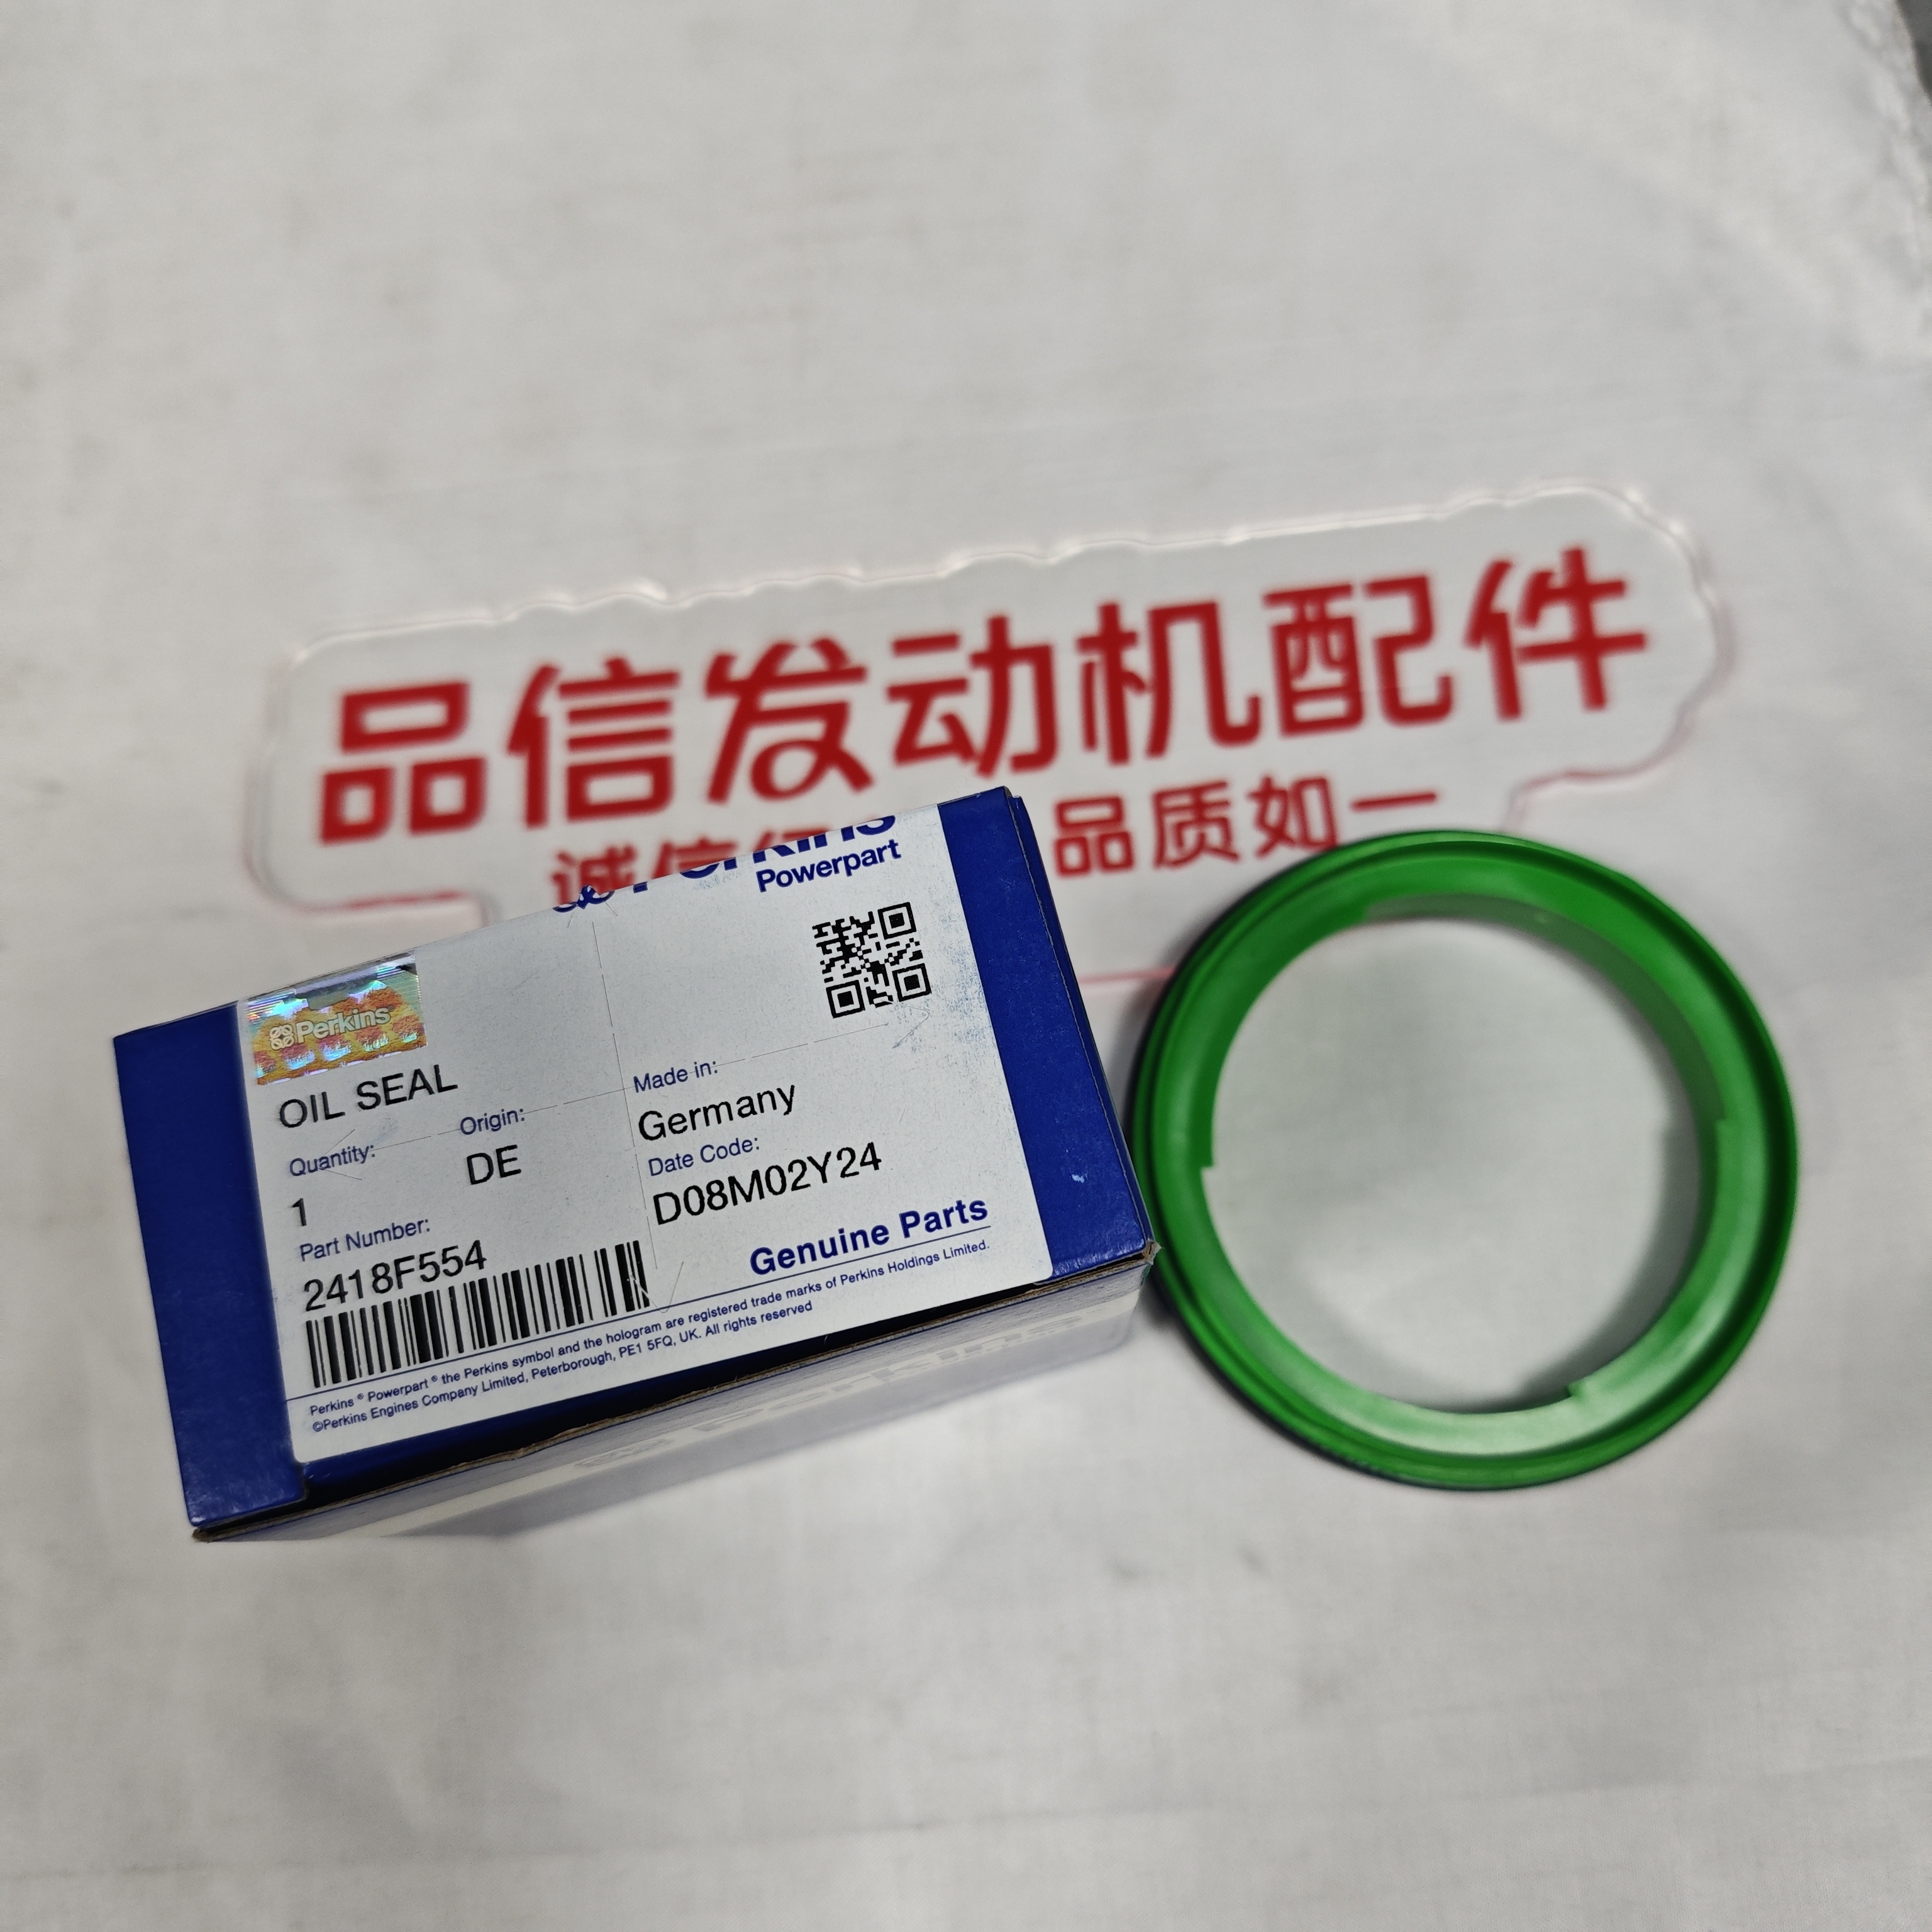 品信发动机配件
诚信 品质如一
Powerpart
Perkins
OIL SEAL
Quantity:
1
Origin:
DE
Made in:
Germany
Date Code:
D08M02Y24
Part Number:
2418F554
Genuine Parts
Perkins ® Powerpart ® the Perkins symbol and the hologram are registered trade marks of Perkins Holdings Limited.
©Perkins Engines Company Limited, Peterborough, PE1 5FQ, UK. All rights reserved